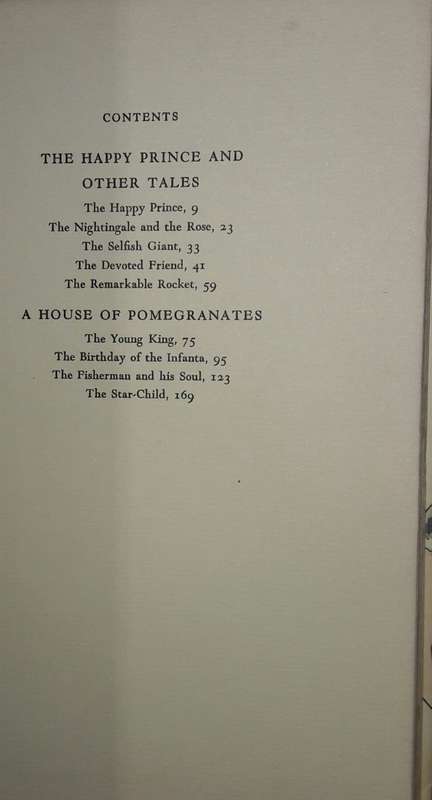 CONTENTS
THE HAPPY PRINCE AND
OTHER TALES
The Happy Prince, 9
The Nightingale and the Rose, 23
The Selfish Giant, 33
The Devoted Friend, 41
The Remarkable Rocket, 59
A HOUSE OF POMEGRANATES
The Young King, 75
The Birthday of the Infanta, 95
The Fisherman and his Soul, 123
The Star-Child, 169